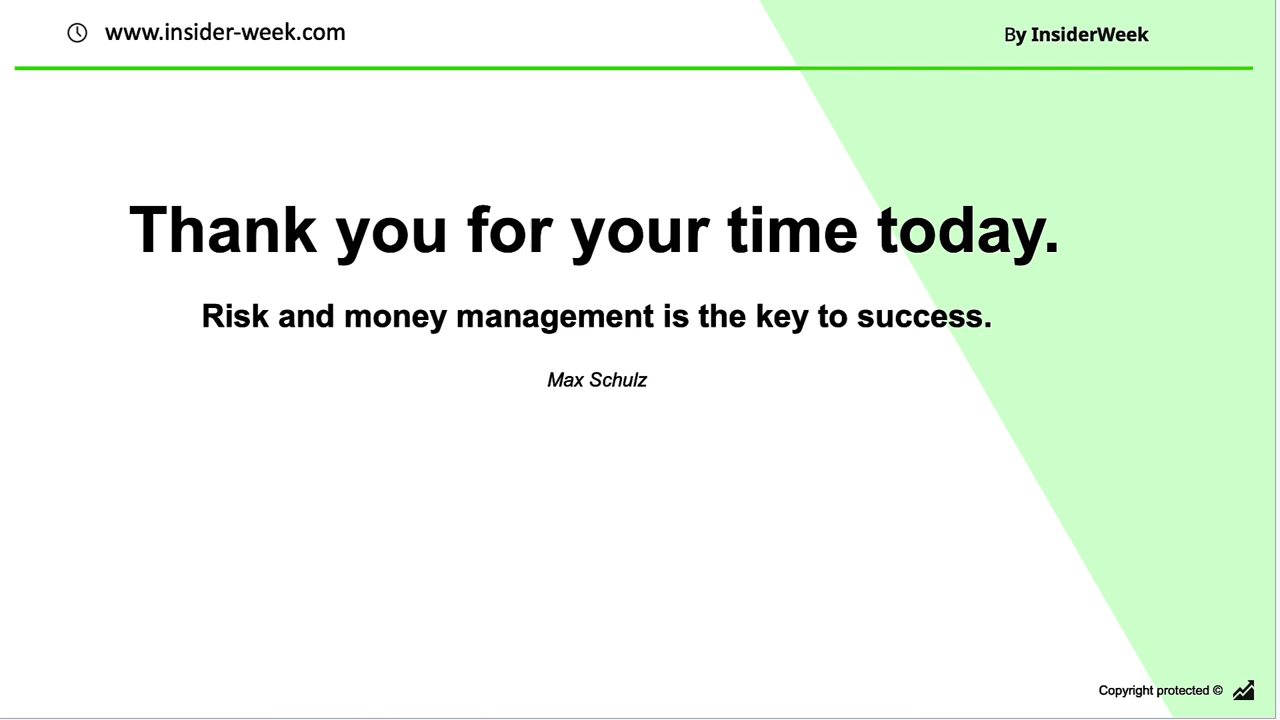 www.insider-week.com
By InsiderWeek
Thank you for your time today.
Risk and money management is the key to success.
Max Schulz
Copyright protected ©